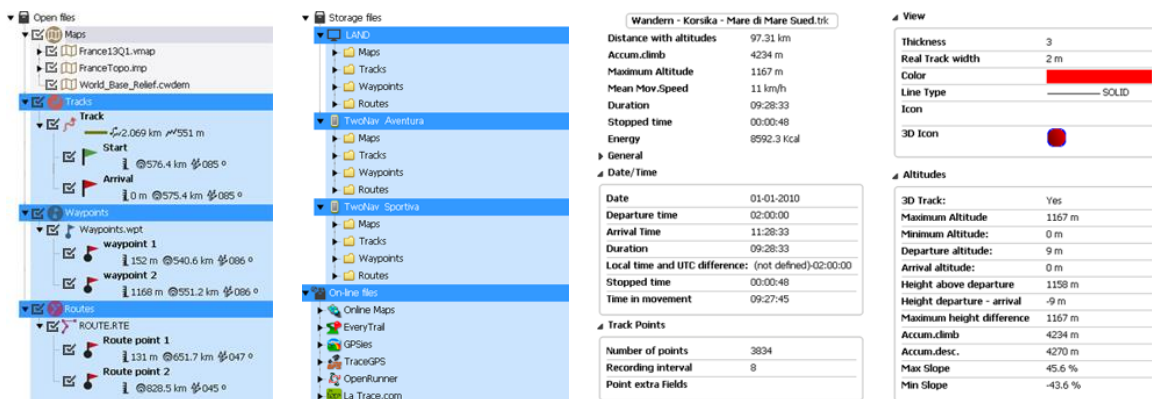 Open files
Maps
France13Q1.vmap
FranceTopo.imp
World_Base_Relief.cwdem
Tracks
Track
2.069 km 551 m
Start
@576.4 km 085 º
Arrival
0 m @575.4 km 085 º
Waypoints
Waypoints.wpt
waypoint 1
152 m @540.6 km 086 º
waypoint 2
1168 m @551.2 km 086 º
Routes
ROUTE.RTE
Route point 1
131 m @651.7 km 047 º
Route point 2
@828.5 km 045 º
Storage files
LAND
Maps
Tracks
Waypoints
Routes
TwoNav Aventura
Maps
Tracks
Waypoints
Routes
TwoNav Sportiva
Maps
Tracks
Waypoints
Routes
On-line files
Online Maps
EveryTrail
GPSies
TraceGPS
OpenRunner
La Trace.com
Wandern - Korsika - Mare di Mare Sued.trk
Distance with altitudes 97.31 km
Accum.climb 4234 m
Maximum Altitude 1167 m
Mean Mov.Speed 11 km/h
Duration 09:28:33
Stopped time 00:00:48
Energy 8592.3 Kcal
General
Date/Time
Date 01-01-2010
Departure time 02:00:00
Arrival Time 11:28:33
Duration 09:28:33
Local time and UTC difference: (not defined)-02:00:00
Stopped time 00:00:48
Time in movement 09:27:45
Track Points
Number of points 3834
Recording interval 8
Point extra Fields
View
Thickness 3
Real Track width 2 m
Color
Line Type SOLID
Icon
3D Icon
Altitudes
3D Track: Yes
Maximum Altitude 1167 m
Minimum Altitude: 0 m
Departure altitude: 9 m
Arrival altitude: 0 m
Height above departure 1158 m
Height departure - arrival -9 m
Maximum height difference 1167 m
Accum.climb 4234 m
Accum.desc. 4270 m
Max Slope 45.6 %
Min Slope -43.6 %